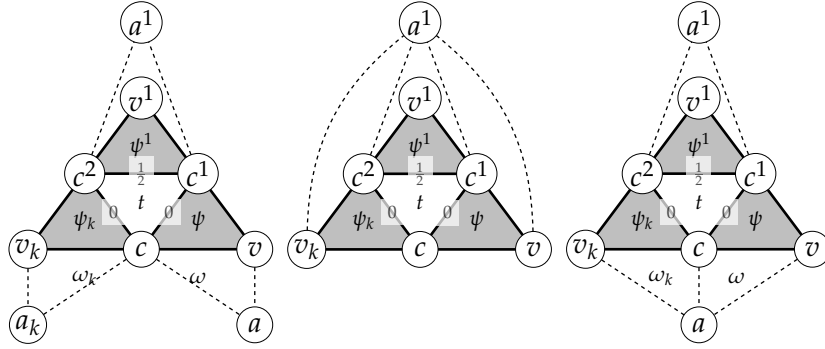 a¹ a¹ a¹
v¹ v¹ v¹
ψ¹ ψ¹ ψ¹
c² ½ c¹ c² ½ c¹ c² ½ c¹
t t t
ψₖ 0 0 ψ ψₖ 0 0 ψ ψₖ 0 0 ψ
vₖ c v vₖ c v vₖ c v
ωₖ ω ωₖ ω
aₖ a a